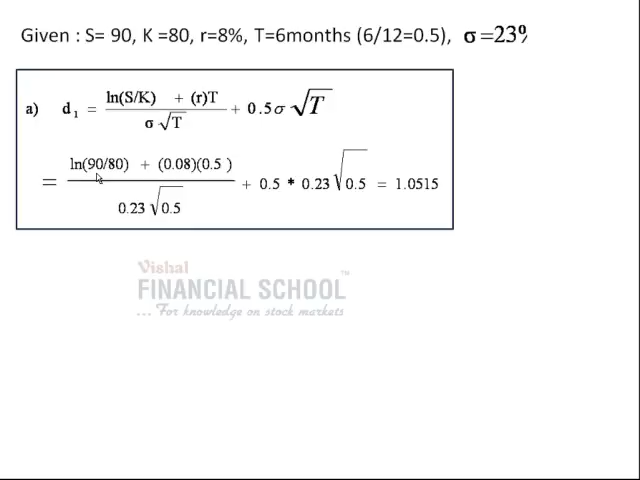 Given : S= 90, K =80, r=8%, T=6months (6/12=0.5), σ=23%
a) d₁ = ln(S/K) + (r)T / σ √T + 0.5σ √T
= ln(90/80) + (0.08)(0.5 ) / 0.23 √0.5 + 0.5 * 0.23 √0.5 = 1.0515
Vishal
FINANCIAL SCHOOL™
... For knowledge on stock markets